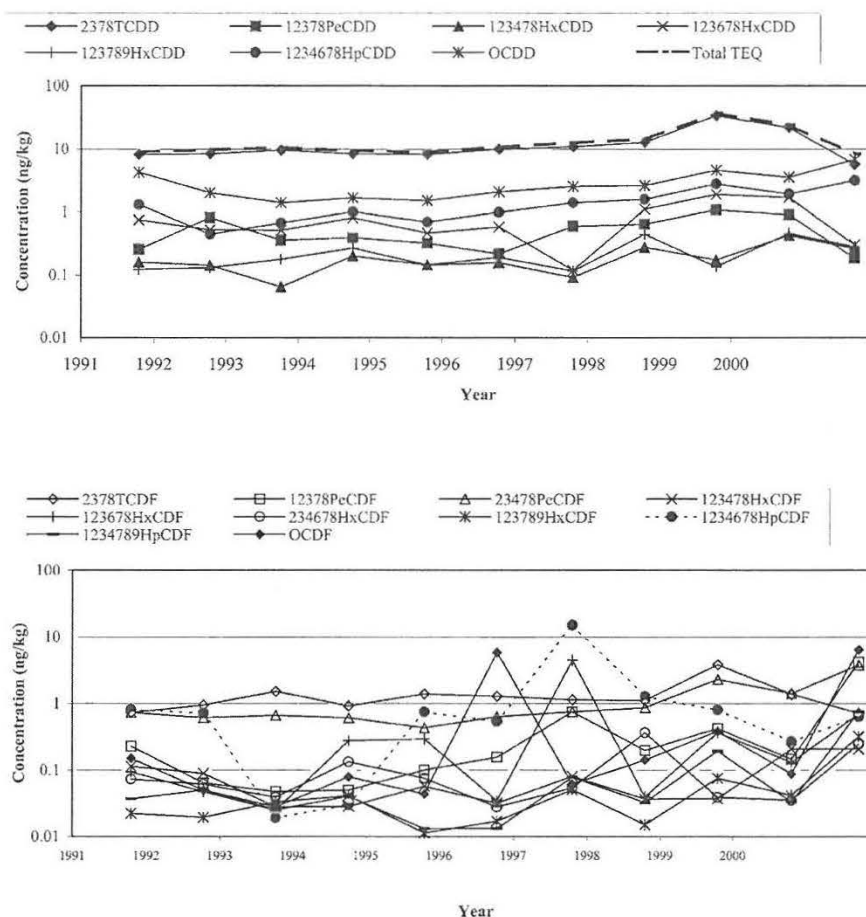 2378TCDD 12378PeCDD 123478HxCDD 123678HxCDD
123789HxCDD 1234678HpCDD OCDD Total TEQ
100
10
1
0.1
0.01
Concentration (ng/kg)
1991 1992 1993 1994 1995 1996 1997 1998 1999 2000
Year
2378TCDF 12378PeCDF 23478PeCDF 123478HxCDF
123678HxCDF 234678HxCDF 123789HxCDF 1234678HpCDF
1234789HpCDF OCDF
100
10
1
0.1
0.01
Concentration (ng/kg)
1991 1992 1993 1994 1995 1996 1997 1998 1999 2000
Year